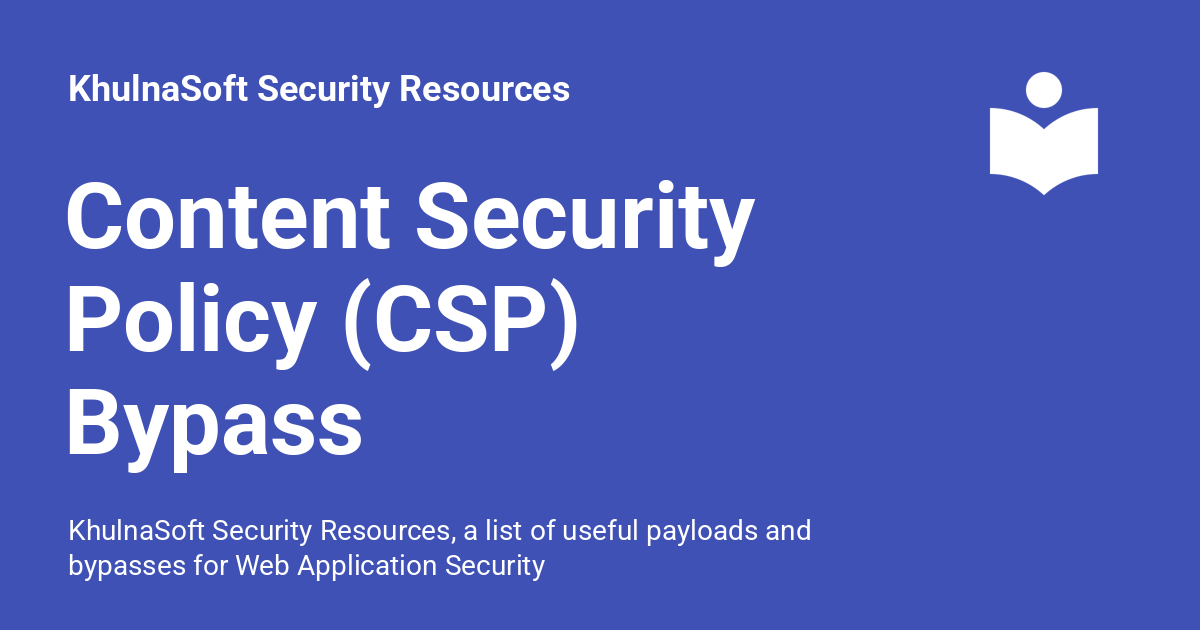 KhulnaSoft Security Resources
Content Security
Policy (CSP)
Bypass
KhulnaSoft Security Resources, a list of useful payloads and
bypasses for Web Application Security